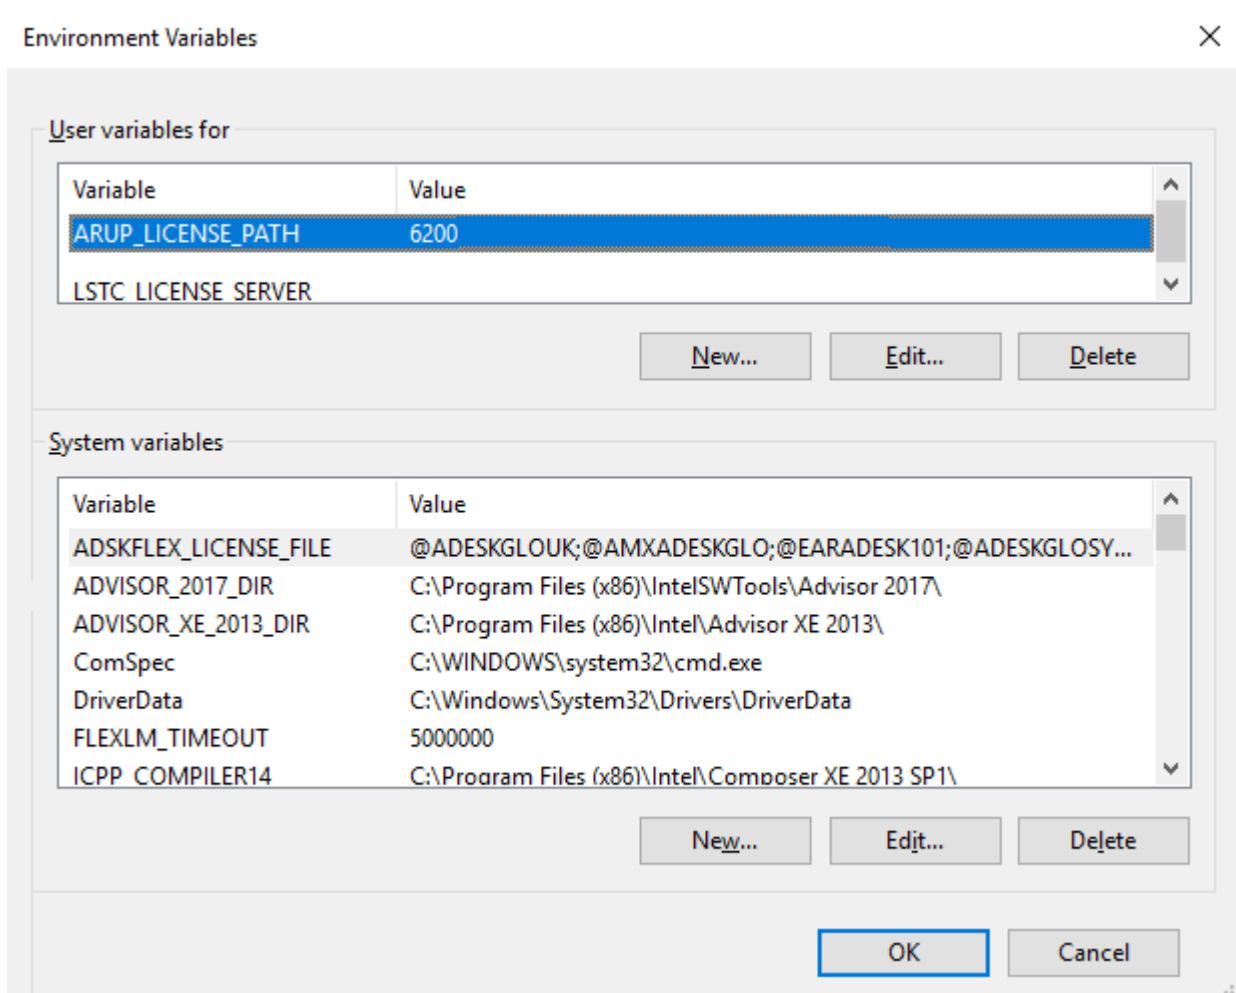 Environment Variables
User variables for
Variable Value
ARUP_LICENSE_PATH 6200
LSTC_LICENSE_SERVER
New... Edit... Delete
System variables
Variable Value
ADSKFLEX_LICENSE_FILE @ADESKGLOUK;@AMXADESKGLO;@EARADESK101;@ADESKGLOSY...
ADVISOR_2017_DIR C:\Program Files (x86)\IntelSWTools\Advisor 2017\
ADVISOR_XE_2013_DIR C:\Program Files (x86)\Intel\Advisor XE 2013\
ComSpec C:\WINDOWS\system32\cmd.exe
DriverData C:\Windows\System32\Drivers\DriverData
FLEXLM_TIMEOUT 5000000
ICPP_COMPILER14 C:\Program Files (x86)\Intel\Composer XE 2013 SP1\
New... Edit... Delete
OK Cancel